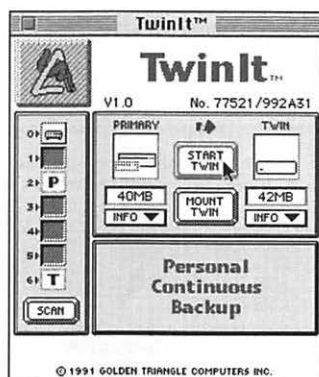 TwinIt™
TwinIt™
V1.0 No. 77521/992A31
PRIMARY TWIN
0
1
2 P
3
4
5
6 T
START TWIN
40MB 42MB
MOUNT TWIN
INFO INFO
SCAN
Personal
Continuous
Backup
© 1991 GOLDEN TRIANGLE COMPUTERS INC.